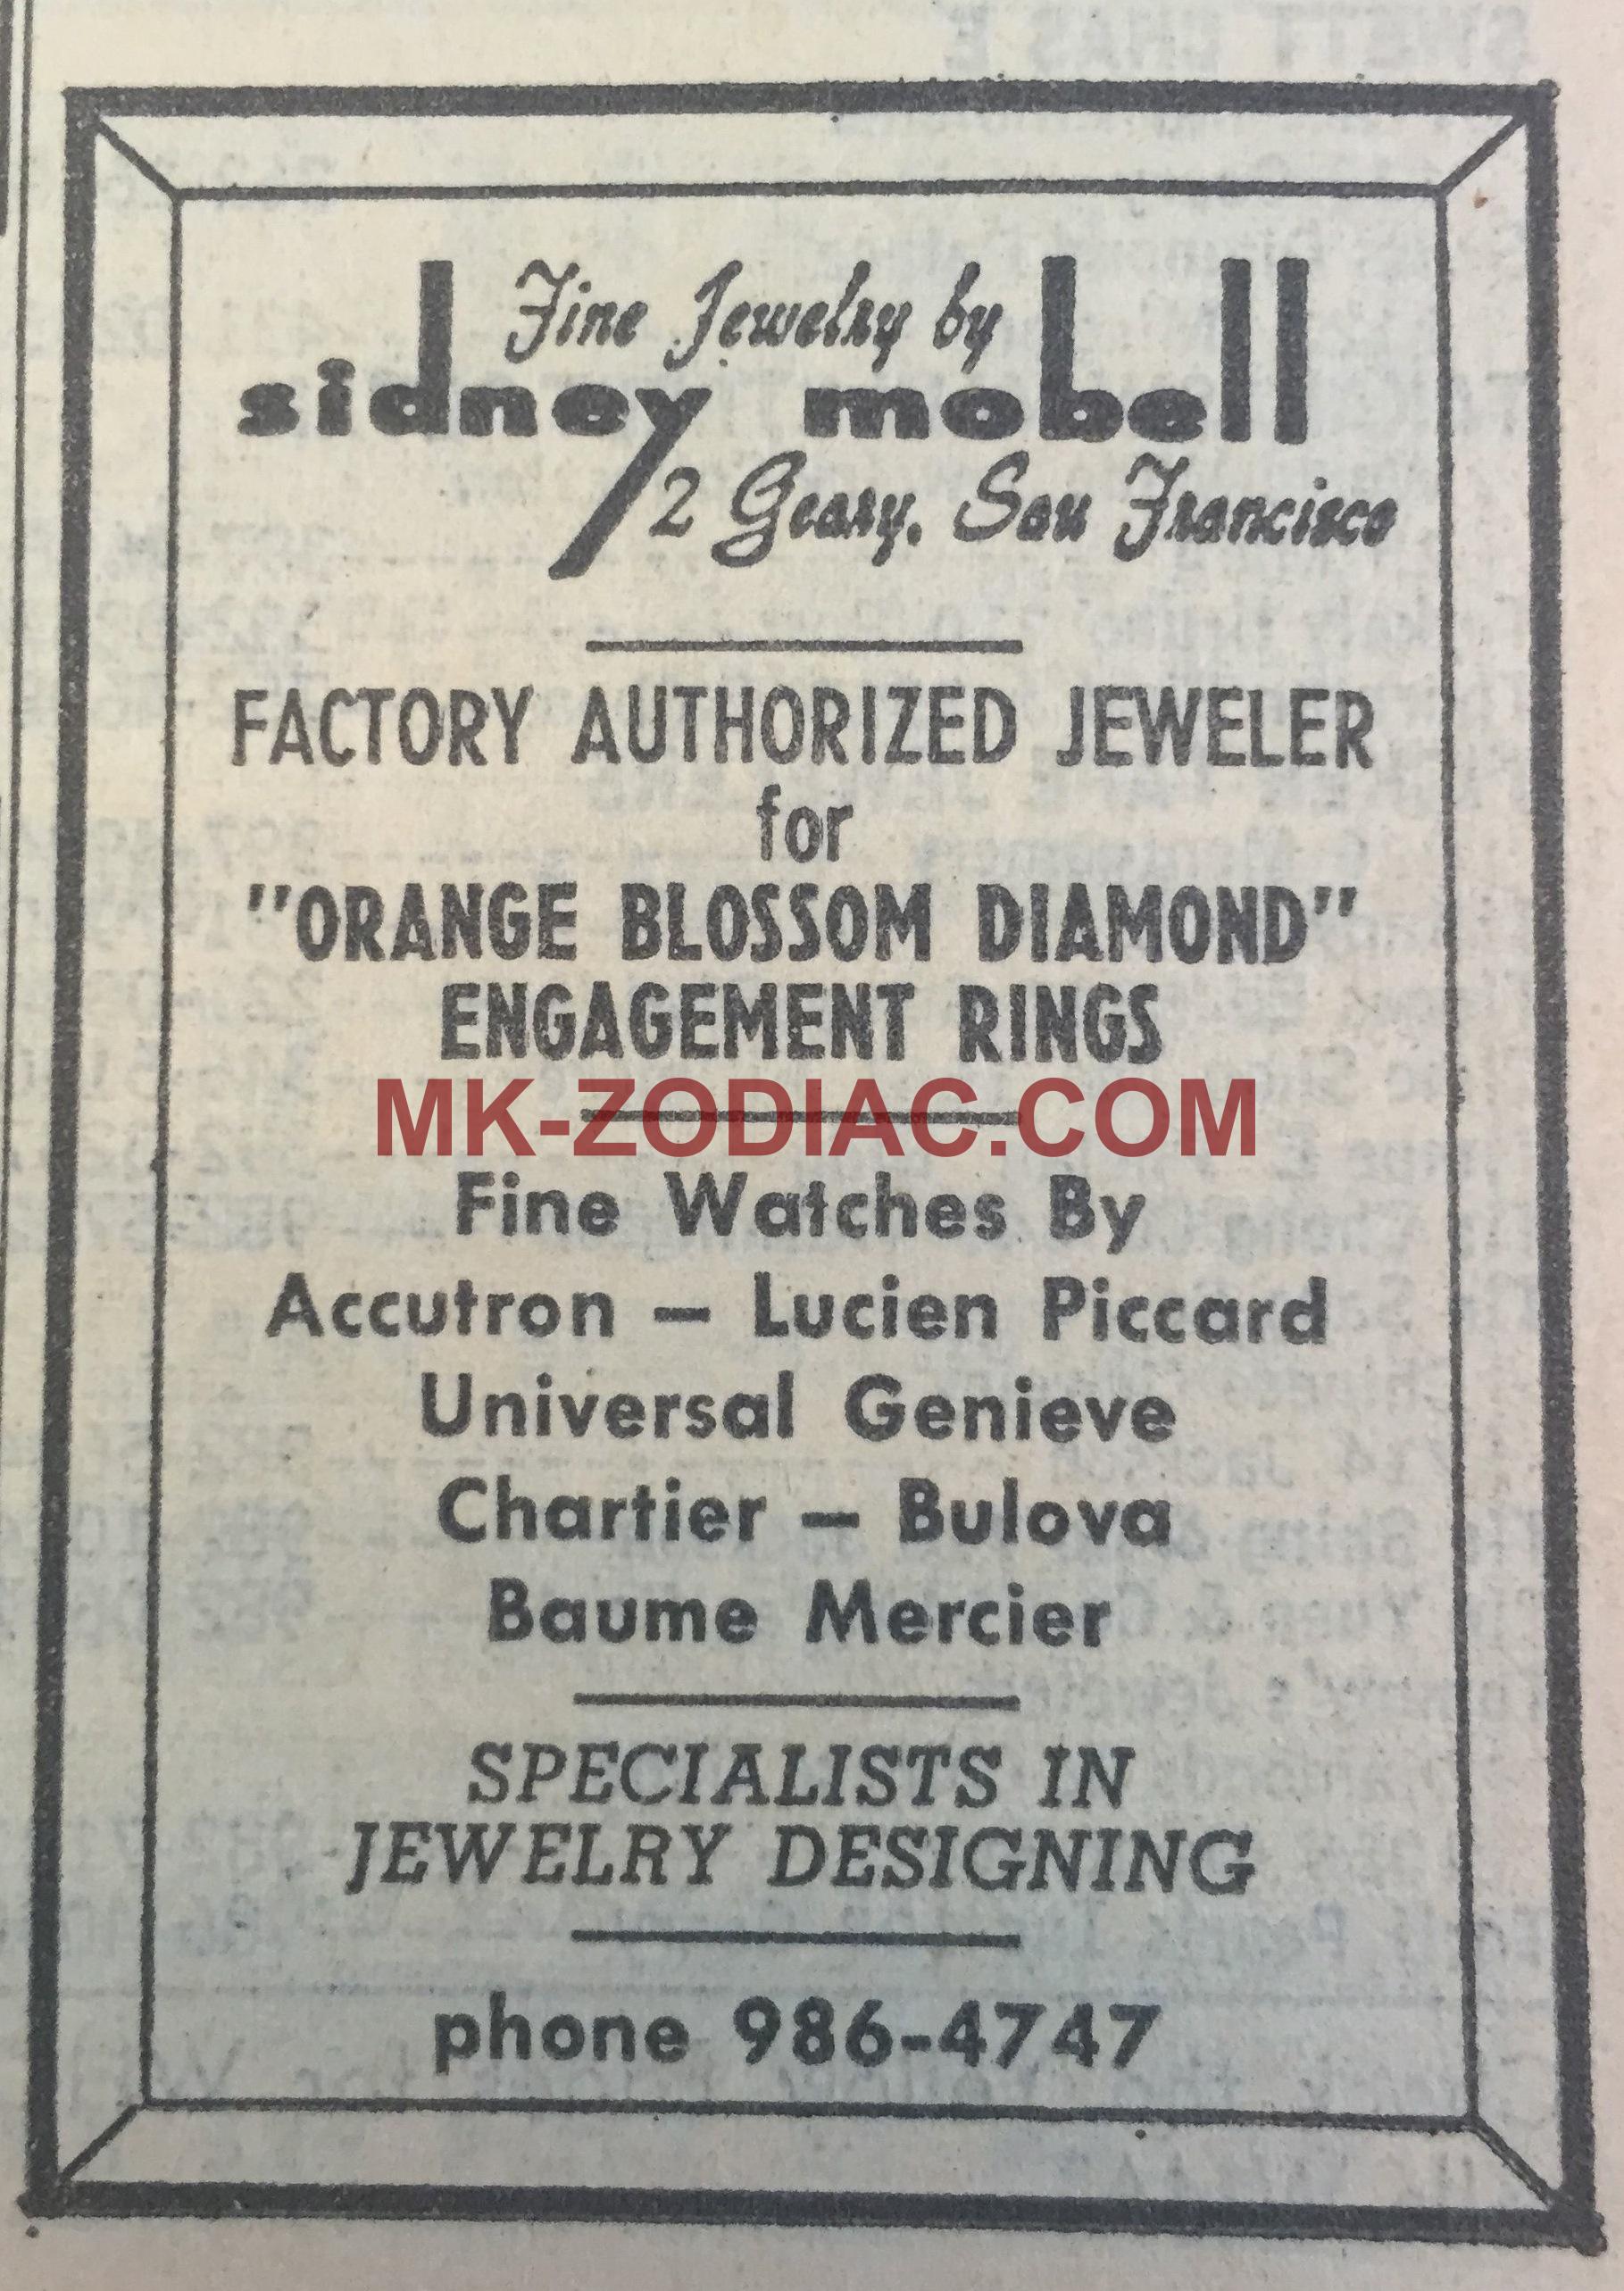 Fine Jewelry by
sidney mobell
2 Geary, San Francisco
FACTORY AUTHORIZED JEWELER
for
"ORANGE BLOSSOM DIAMOND"
ENGAGEMENT RINGS
MK-ZODIAC.COM
Fine Watches By
Accutron — Lucien Piccard
Universal Genieve
Chartier — Bulova
Baume Mercier
SPECIALISTS IN
JEWELRY DESIGNING
phone 986-4747